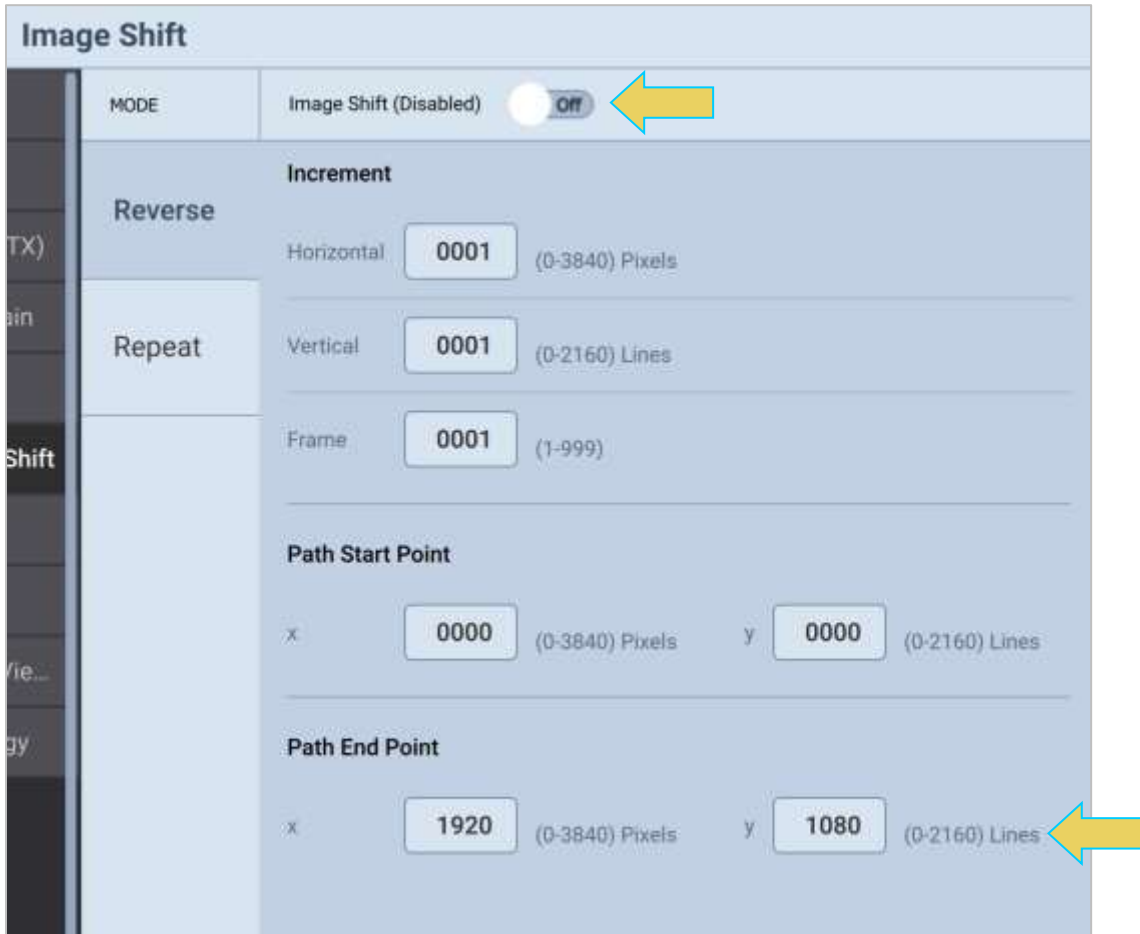 Image Shift
MODE Image Shift (Disabled) Off
Increment
Reverse
TX)
Horizontal 0001 (0-3840) Pixels
ain
Repeat
Vertical 0001 (0-2160) Lines
Frame 0001 (1-999)
Shift
Path Start Point
x 0000 (0-3840) Pixels y 0000 (0-2160) Lines
Vie...
gy
Path End Point
x 1920 (0-3840) Pixels y 1080 (0-2160) Lines